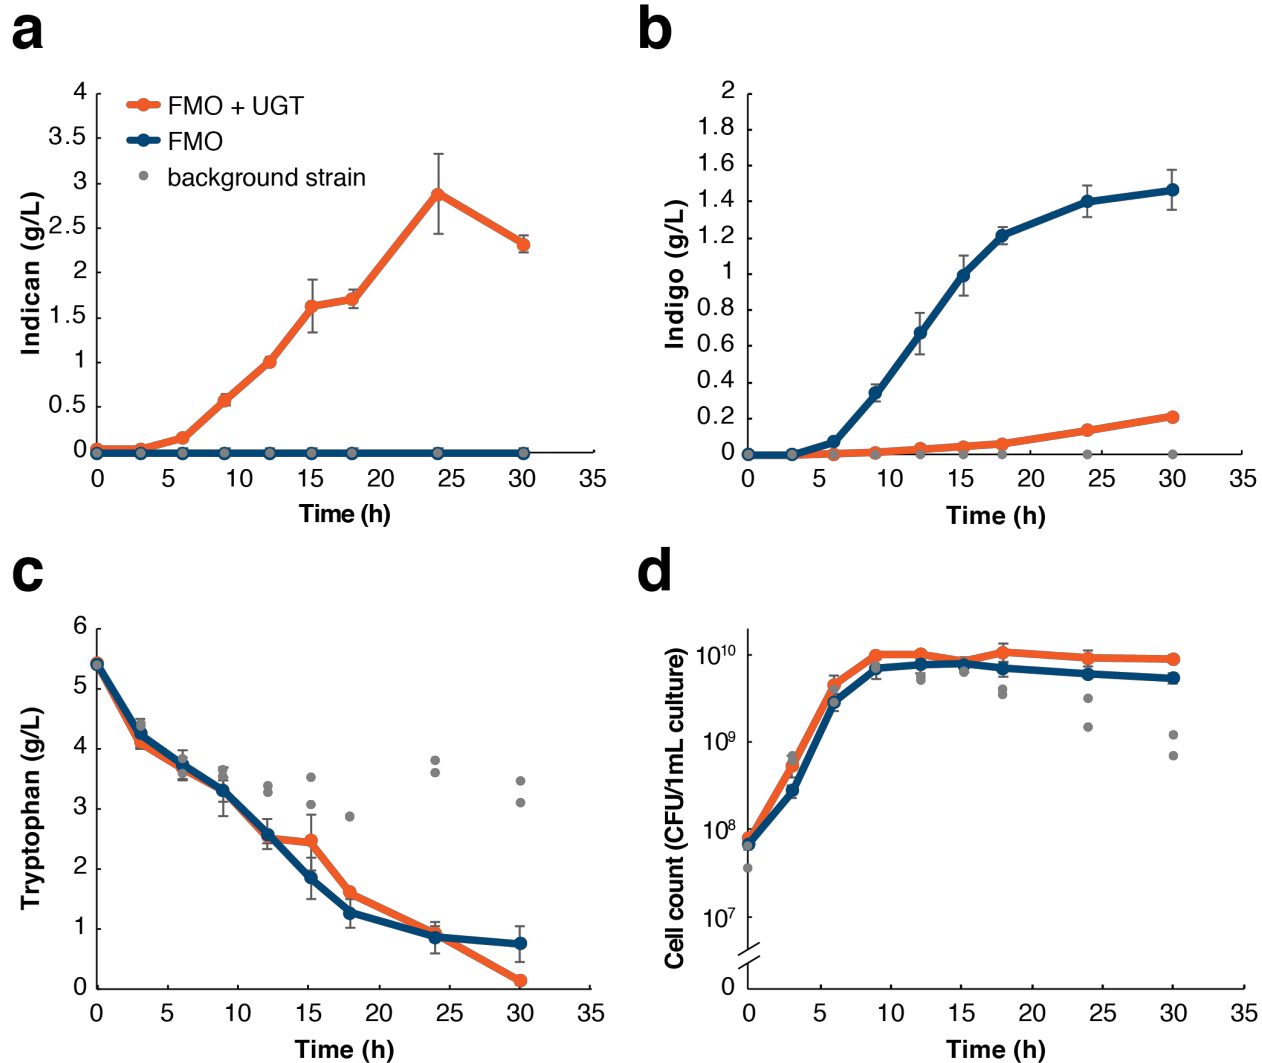 a
4
3.5
3
2.5
2
1.5
1
0.5
0
Indican (g/L)
FMO + UGT
FMO
background strain
0 5 10 15 20 25 30 35
Time (h)
b
2
1.8
1.6
1.4
1.2
1
0.8
0.6
0.4
0.2
0
Indigo (g/L)
0 5 10 15 20 25 30 35
Time (h)
c
6
5
4
3
2
1
0
Tryptophan (g/L)
0 5 10 15 20 25 30 35
Time (h)
d
10¹⁰
10⁹
10⁸
10⁷
0
Cell count (CFU/1mL culture)
0 5 10 15 20 25 30 35
Time (h)